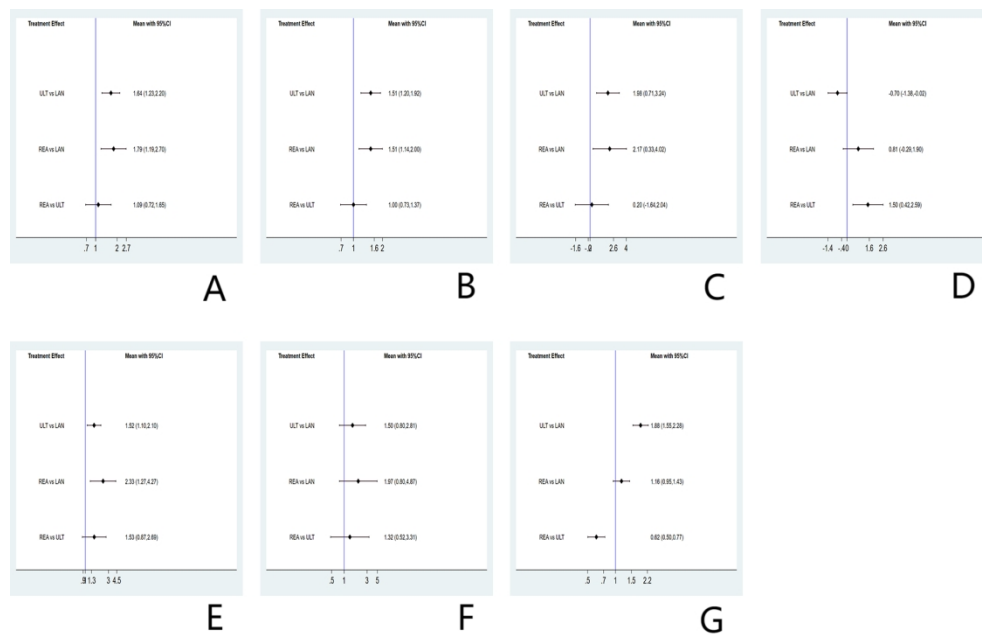 Treatment Effect Mean with 95%CI
ULT vs LAN 1.64 (1.23,2.20)
REA vs LAN 1.79 (1.19,2.70)
REA vs ULT 1.09 (0.72,1.65)
.7 1 2 2.7
A
Treatment Effect Mean with 95%CI
ULT vs LAN 1.51 (1.20,1.92)
REA vs LAN 1.51 (1.14,2.00)
REA vs ULT 1.00 (0.73,1.37)
.7 1 1.6 2
B
Treatment Effect Mean with 95%CI
ULT vs LAN 1.98 (0.71,3.24)
REA vs LAN 2.17 (0.33,4.02)
REA vs ULT 0.20 (-1.64,2.04)
-1.6 2.6 4
C
Treatment Effect Mean with 95%CI
ULT vs LAN -0.70 (-1.38,-0.02)
REA vs LAN 0.81 (-0.29,1.90)
REA vs ULT 1.50 (0.42,2.59)
-1.4 -.4 0 1.6 2.6
D
Treatment Effect Mean with 95%CI
ULT vs LAN 1.52 (1.10,2.10)
REA vs LAN 2.33 (1.27,4.27)
REA vs ULT 1.53 (0.87,2.69)
.9 1 1.3 3 4.5
E
Treatment Effect Mean with 95%CI
ULT vs LAN 1.50 (0.80,2.81)
REA vs LAN 1.97 (0.80,4.87)
REA vs ULT 1.32 (0.52,3.31)
.5 1 3 5
F
Treatment Effect Mean with 95%CI
ULT vs LAN 1.88 (1.55,2.28)
REA vs LAN 1.16 (0.95,1.43)
REA vs ULT 0.62 (0.50,0.77)
.5 .7 1 1.5 2.2
G